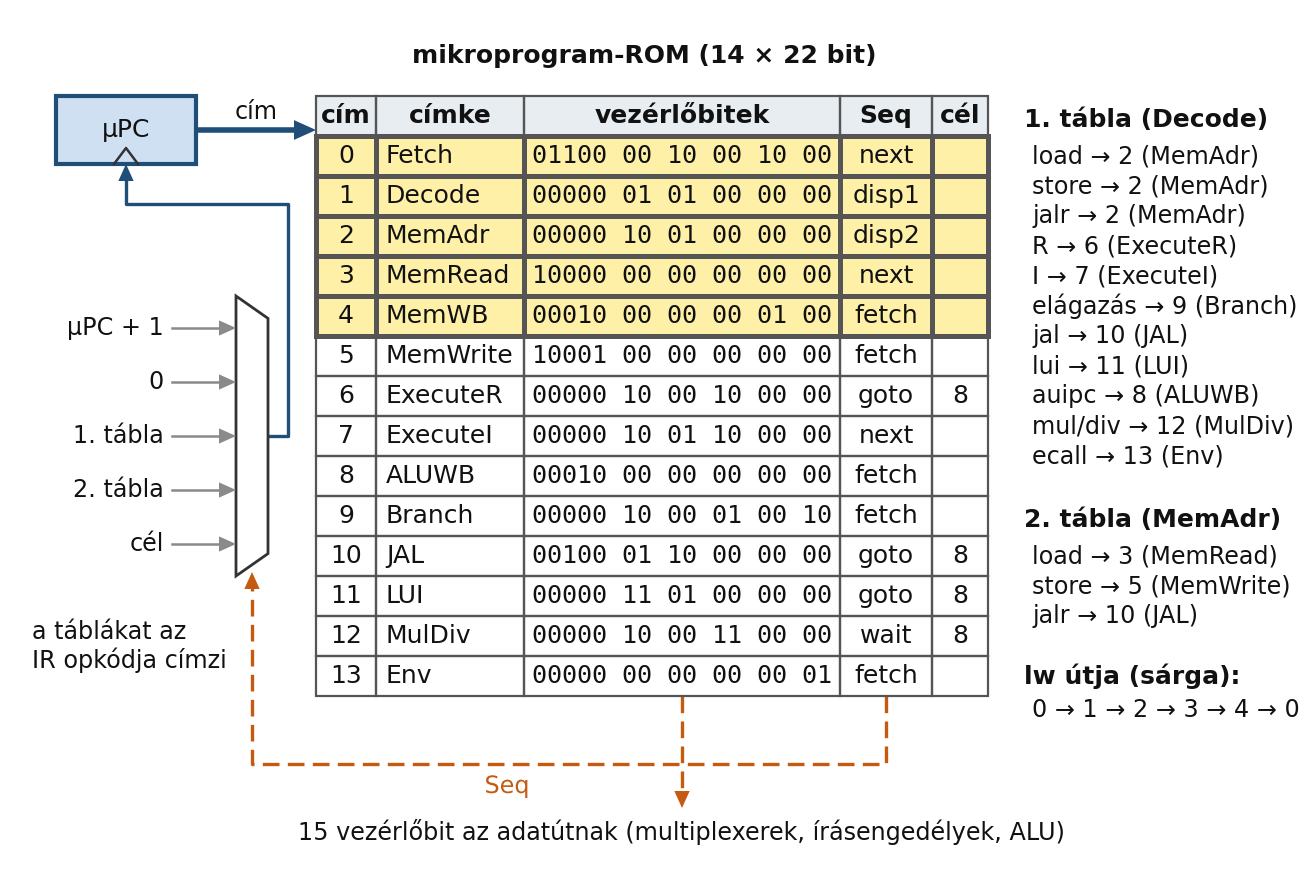 mikroprogram-ROM (14 × 22 bit)
µPC
cím
cím címke vezérlőbitek Seq cél
0 Fetch 01100 00 10 00 10 00 next
1 Decode 00000 01 01 00 00 00 disp1
2 MemAdr 00000 10 01 00 00 00 disp2
3 MemRead 10000 00 00 00 00 00 next
4 MemWB 00010 00 00 00 01 00 fetch
5 MemWrite 10001 00 00 00 00 00 fetch
6 ExecuteR 00000 10 00 10 00 00 goto 8
7 ExecuteI 00000 10 01 10 00 00 next
8 ALUWB 00010 00 00 00 00 00 fetch
9 Branch 00000 10 00 01 00 10 fetch
10 JAL 00100 01 10 00 00 00 goto 8
11 LUI 00000 11 01 00 00 00 goto 8
12 MulDiv 00000 10 00 11 00 00 wait 8
13 Env 00000 00 00 00 00 01 fetch
µPC + 1
0
1. tábla
2. tábla
cél
a táblákat az
IR opkódja címzi
Seq
15 vezérlőbit az adatútnak (multiplexerek, írásengedélyek, ALU)
1. tábla (Decode)
load → 2 (MemAdr)
store → 2 (MemAdr)
jalr → 2 (MemAdr)
R → 6 (ExecuteR)
I → 7 (ExecuteI)
elágazás → 9 (Branch)
jal → 10 (JAL)
lui → 11 (LUI)
auipc → 8 (ALUWB)
mul/div → 12 (MulDiv)
ecall → 13 (Env)
2. tábla (MemAdr)
load → 3 (MemRead)
store → 5 (MemWrite)
jalr → 10 (JAL)
lw útja (sárga):
0 → 1 → 2 → 3 → 4 → 0